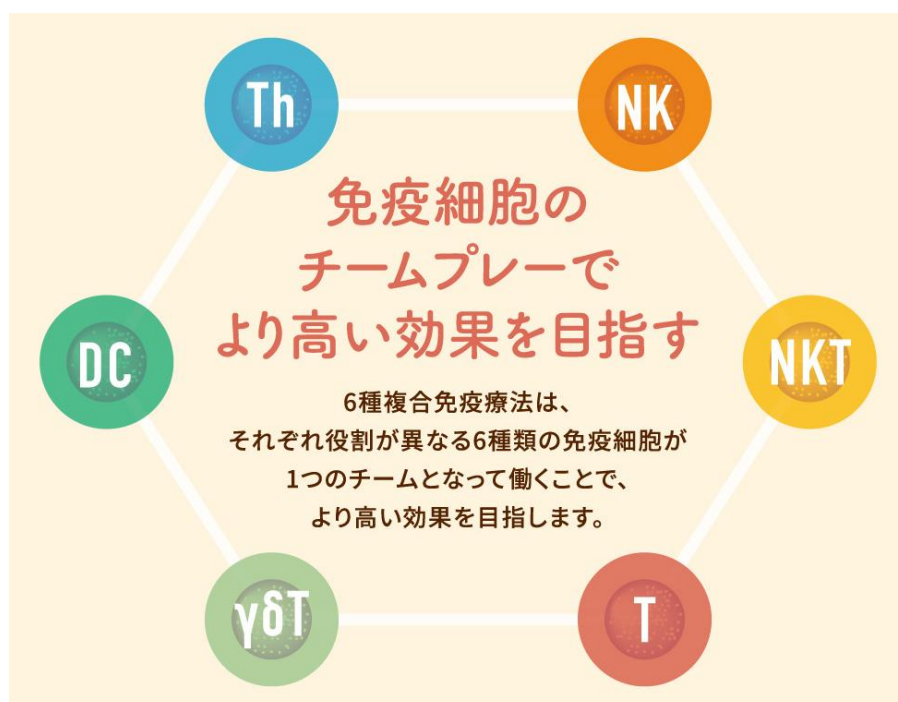 Th
NK
免疫細胞の
チームプレーで
より高い効果を目指す
DC
NKT
6種複合免疫療法は、
それぞれ役割が異なる6種類の免疫細胞が
1つのチームとなって働くことで、
より高い効果を目指します。
γδT
T